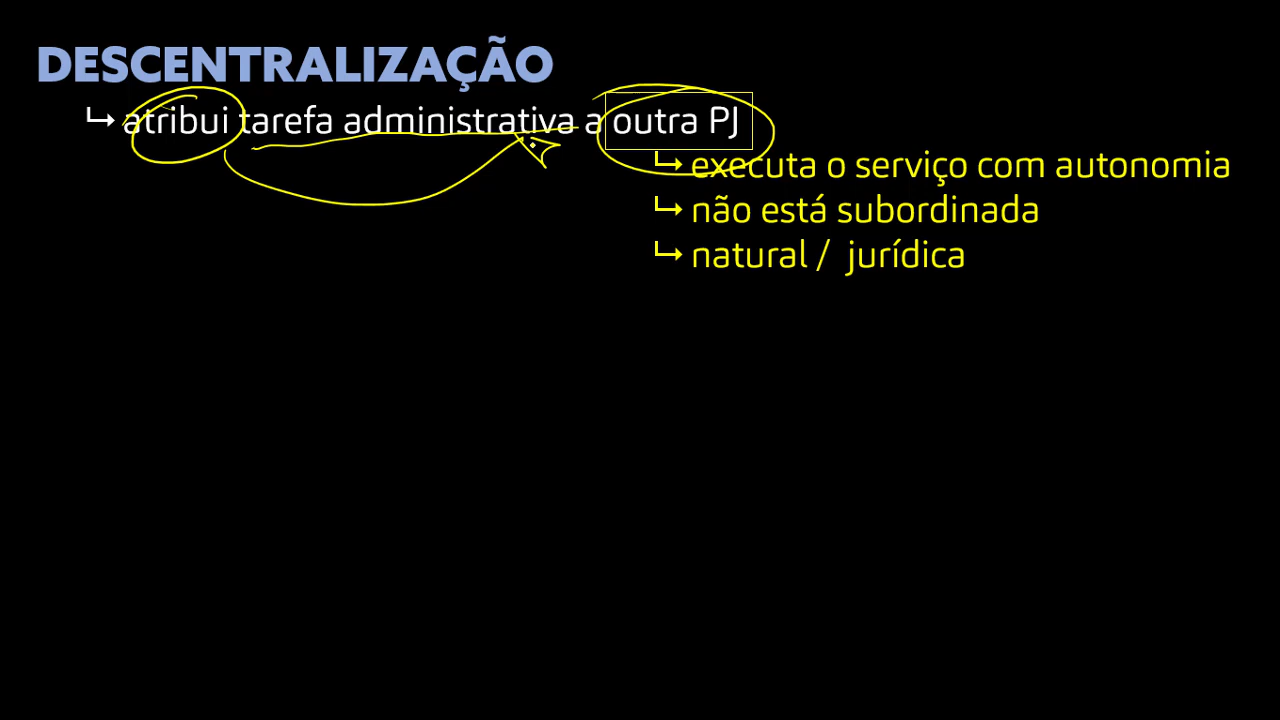 DESCENTRALIZAÇÃO
↳ atribui tarefa administrativa a outra PJ
↳ executa o serviço com autonomia
↳ não está subordinada
↳ natural / jurídica